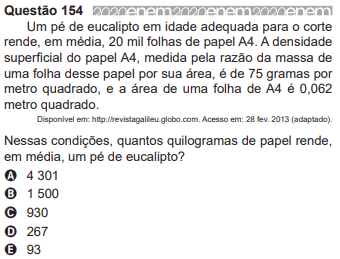 Questão 154 2020enem2020enem2020enem
Um pé de eucalipto em idade adequada para o corte
rende, em média, 20 mil folhas de papel A4. A densidade
superficial do papel A4, medida pela razão da massa de
uma folha desse papel por sua área, é de 75 gramas por
metro quadrado, e a área de uma folha de A4 é 0,062
metro quadrado.
Disponível em: http://revistagalileu.globo.com. Acesso em: 28 fev. 2013 (adaptado).
Nessas condições, quantos quilogramas de papel rende,
em média, um pé de eucalipto?
A 4 301
B 1 500
C 930
D 267
E 93